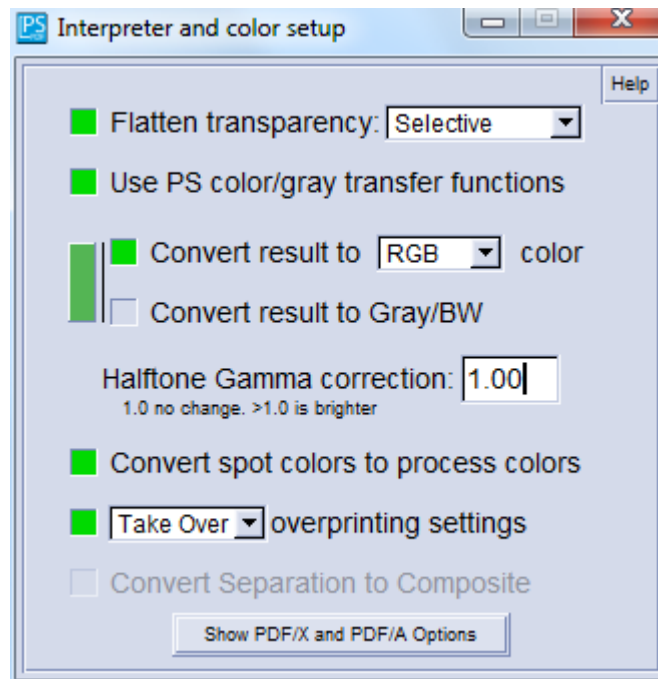 PS PDF
Interpreter and color setup
Help
Flatten transparency: Selective
Use PS color/gray transfer functions
Convert result to RGB color
Convert result to Gray/BW
Halftone Gamma correction: 1.00
1.0 no change. >1.0 is brighter
Convert spot colors to process colors
Take Over overprinting settings
Convert Separation to Composite
Show PDF/X and PDF/A Options